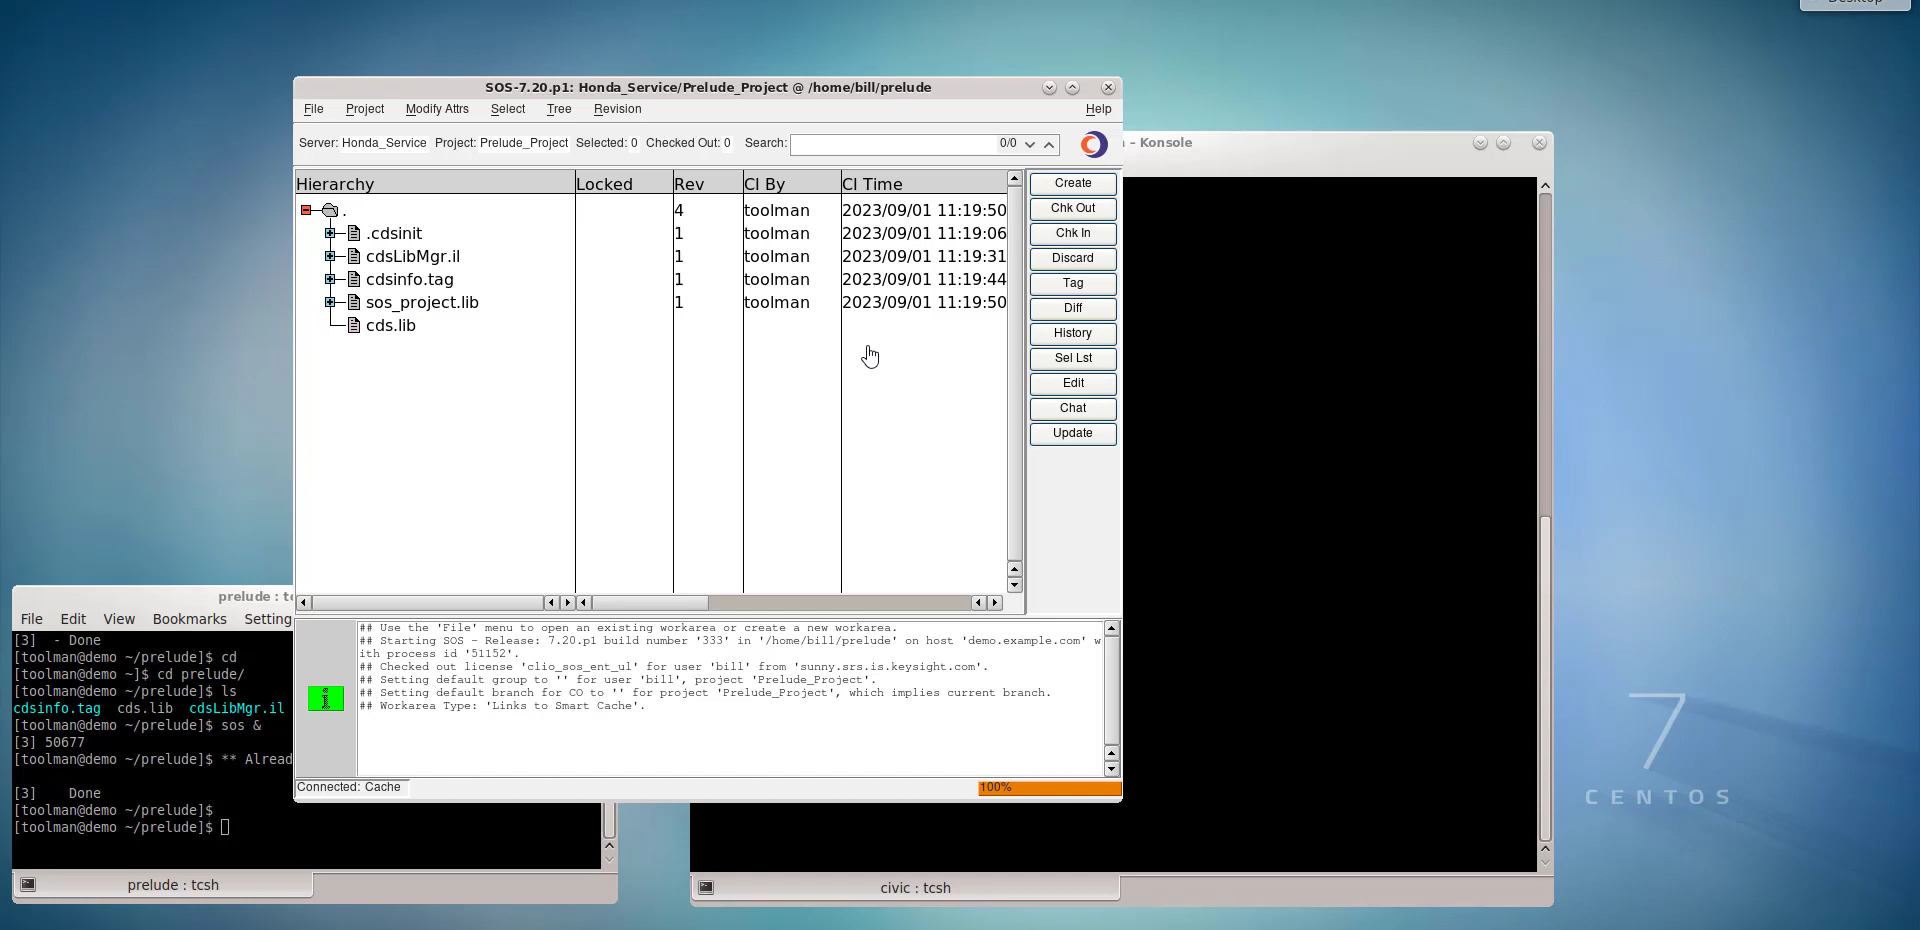 Desktop
SOS-7.20.p1: Honda_Service/Prelude_Project @ /home/bill/prelude
File Project Modify Attrs Select Tree Revision Help
Server: Honda_Service Project: Prelude_Project Selected: 0 Checked Out: 0 Search: 0/0
– Konsole
Hierarchy Locked Rev CI By CI Time
. 4 toolman 2023/09/01 11:19:50
.cdsinit 1 toolman 2023/09/01 11:19:06
cdsLibMgr.il 1 toolman 2023/09/01 11:19:31
cdsinfo.tag 1 toolman 2023/09/01 11:19:44
sos_project.lib 1 toolman 2023/09/01 11:19:50
cds.lib
Create
Chk Out
Chk In
Discard
Tag
Diff
History
Sel Lst
Edit
Chat
Update
## Use the 'File' menu to open an existing workarea or create a new workarea.
## Starting SOS - Release: 7.20.p1 build number '333' in '/home/bill/prelude' on host 'demo.example.com' w
ith process id '51152'.
## Checked out license 'clio_sos_ent_ul' for user 'bill' from 'sunny.srs.is.keysight.com'.
## Setting default group to '' for user 'bill', project 'Prelude_Project'.
## Setting default branch for CO to '' for project 'Prelude_Project', which implies current branch.
## Workarea Type: 'Links to Smart Cache'.
Connected: Cache 100%
prelude : tc
File Edit View Bookmarks Setting
[3]  - Done
[toolman@demo ~/prelude]$ cd
[toolman@demo ~]$ cd prelude/
[toolman@demo ~/prelude]$ ls
cdsinfo.tag  cds.lib  cdsLibMgr.il
[toolman@demo ~/prelude]$ sos &
[3] 50677
[toolman@demo ~/prelude]$ ** Alread
[3]    Done
[toolman@demo ~/prelude]$
[toolman@demo ~/prelude]$
prelude : tcsh
civic : tcsh
7
CENTOS